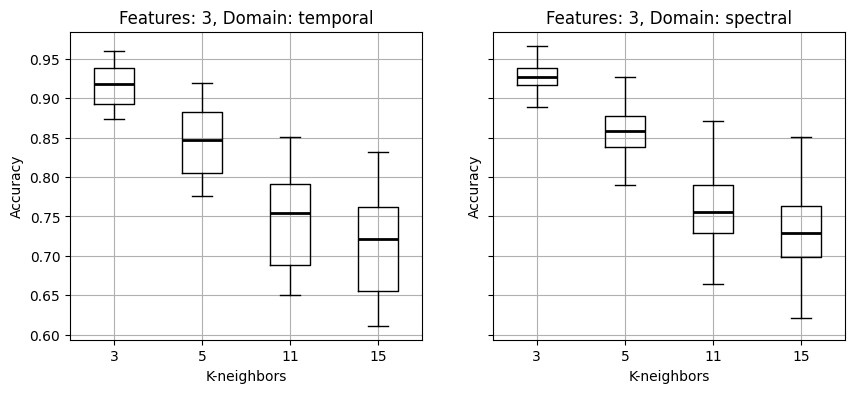 Features: 3, Domain: temporal
Accuracy
0.95
0.90
0.85
0.80
0.75
0.70
0.65
0.60
3 5 11 15
K-neighbors
Features: 3, Domain: spectral
Accuracy
3 5 11 15
K-neighbors